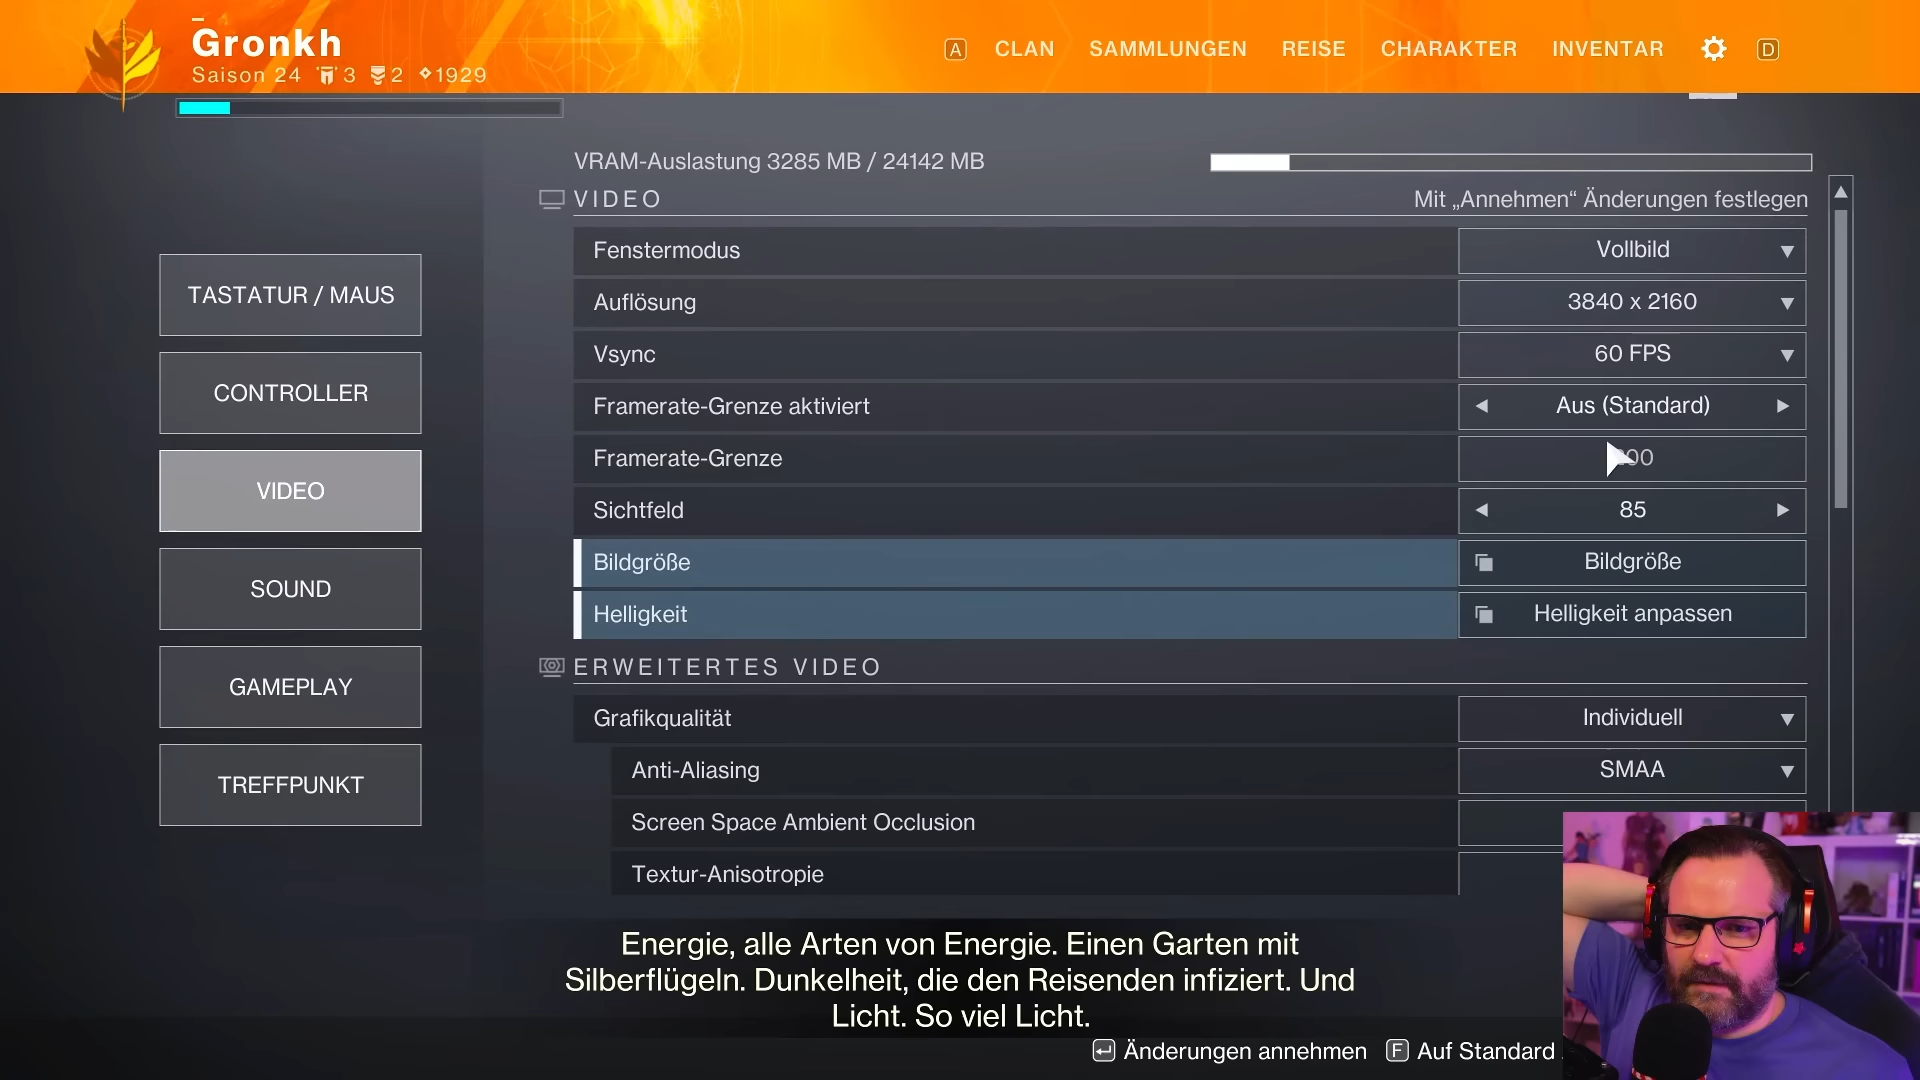 Gronkh
Saison 24 3 2 1929
A CLAN SAMMLUNGEN REISE CHARAKTER INVENTAR D
VRAM-Auslastung 3285 MB / 24142 MB
VIDEO Mit „Annehmen“ Änderungen festlegen
Fenstermodus Vollbild
Auflösung 3840 x 2160
Vsync 60 FPS
Framerate-Grenze aktiviert Aus (Standard)
Framerate-Grenze
Sichtfeld 85
Bildgröße Bildgröße
Helligkeit Helligkeit anpassen
ERWEITERTES VIDEO
Grafikqualität Individuell
Anti-Aliasing SMAA
Screen Space Ambient Occlusion
Textur-Anisotropie
TASTATUR / MAUS
CONTROLLER
VIDEO
SOUND
GAMEPLAY
TREFFPUNKT
Energie, alle Arten von Energie. Einen Garten mit
Silberflügeln. Dunkelheit, die den Reisenden infiziert. Und
Licht. So viel Licht.
Änderungen annehmen F Auf Standard